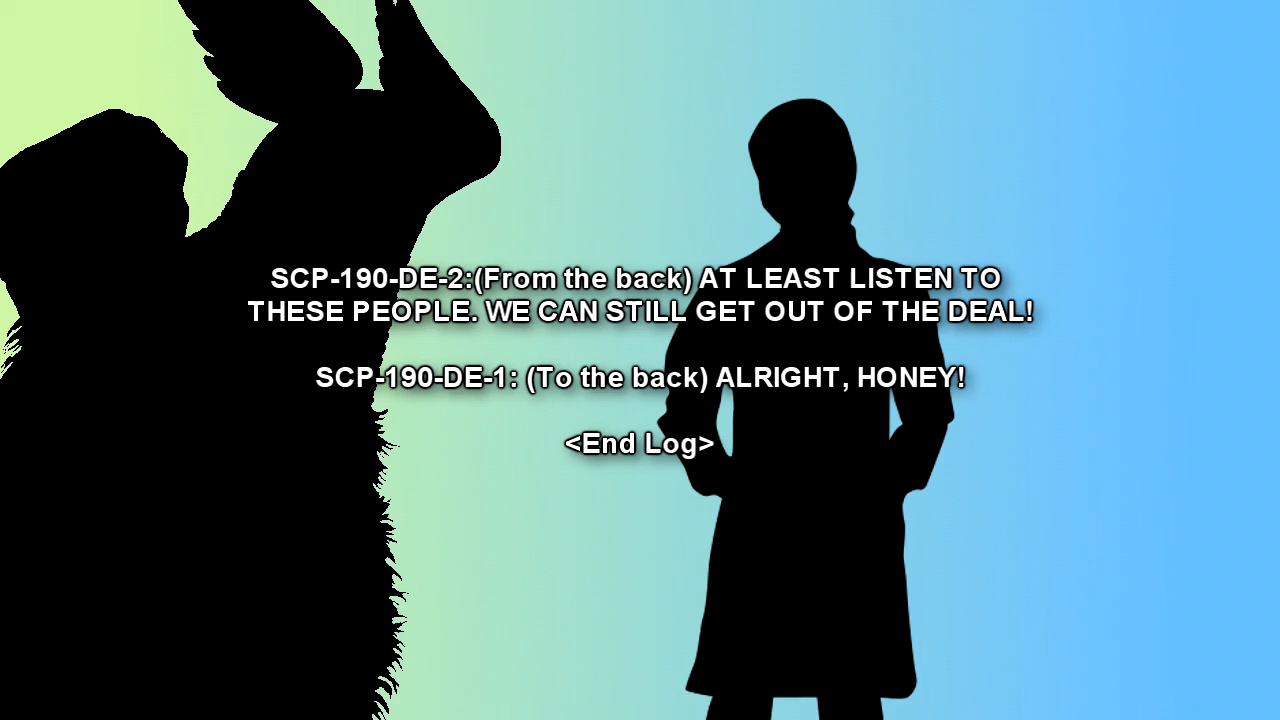 SCP-190-DE-2:(From the back) AT LEAST LISTEN TO
THESE PEOPLE. WE CAN STILL GET OUT OF THE DEAL!
SCP-190-DE-1: (To the back) ALRIGHT, HONEY!
<End Log>